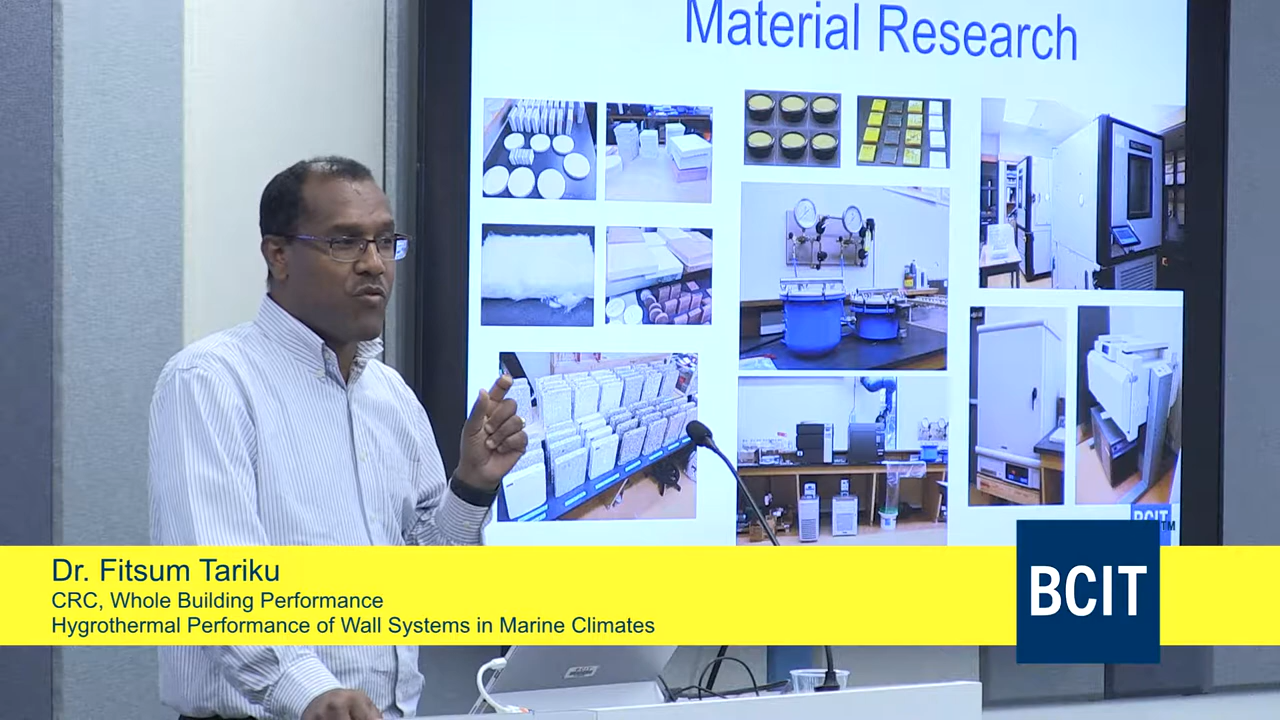 Material Research
BCIT
TM
Dr. Fitsum Tariku
CRC, Whole Building Performance
Hygrothermal Performance of Wall Systems in Marine Climates
BCIT